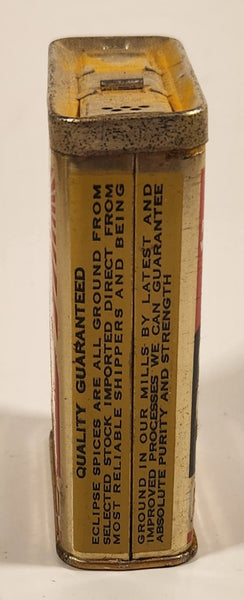 QUALITY GUARANTEED
ECLIPSE SPICES ARE ALL GROUND FROM
SELECTED STOCK IMPORTED DIRECT FROM
MOST RELIABLE SHIPPERS AND BEING
GROUND IN OUR MILLS BY LATEST AND
IMPROVED PROCESSES WE CAN GUARANTEE
ABSOLUTE PURITY AND STRENGTH